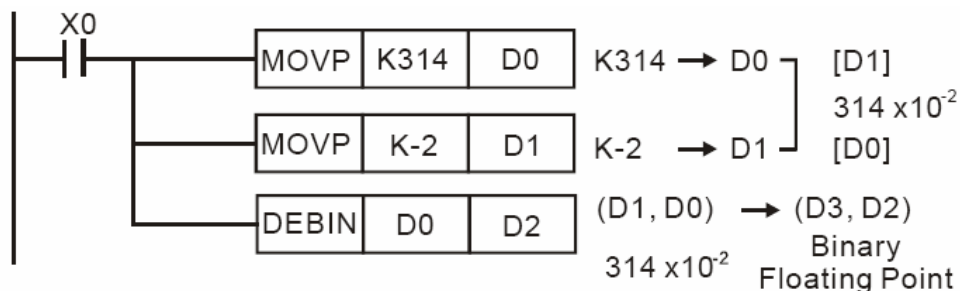 X0
MOVP K314 D0 K314 → D0 [D1]
314 x10⁻²
MOVP K-2 D1 K-2 → D1 [D0]
DEBIN D0 D2 (D1, D0) → (D3, D2)
314 x10⁻² Binary
Floating Point